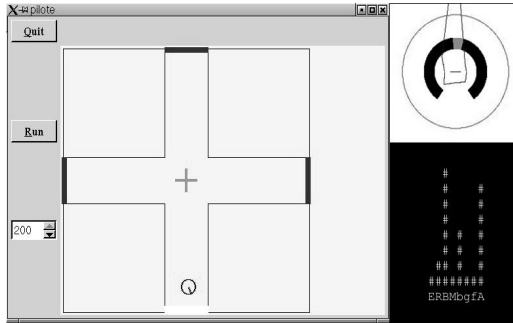 X-⋈ pilote
Quit
Run
200
#
# #
# #
# #
# # #
## # #
########
ERBMbgfA